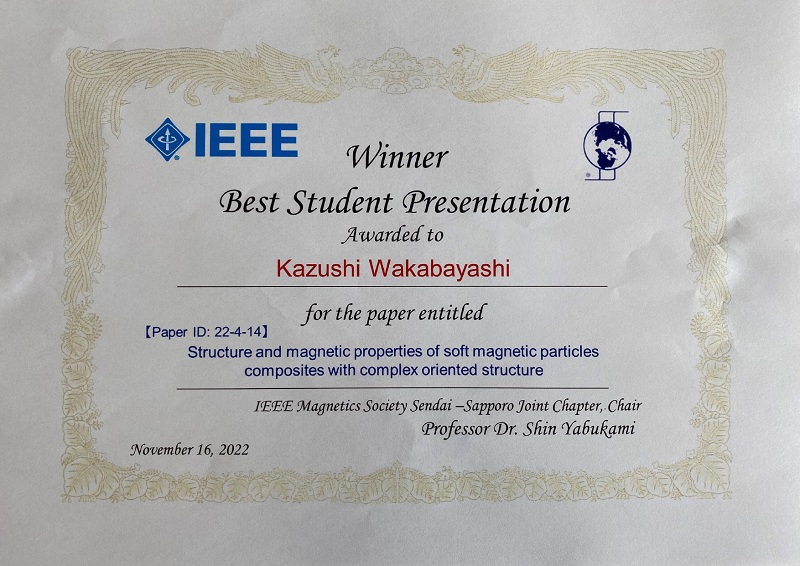 IEEE
Winner
Best Student Presentation
Awarded to
Kazushi Wakabayashi
for the paper entitled
【Paper ID: 22-4-14】
Structure and magnetic properties of soft magnetic particles
composites with complex oriented structure
IEEE Magnetics Society Sendai –Sapporo Joint Chapter, Chair
Professor Dr. Shin Yabukami
November 16, 2022